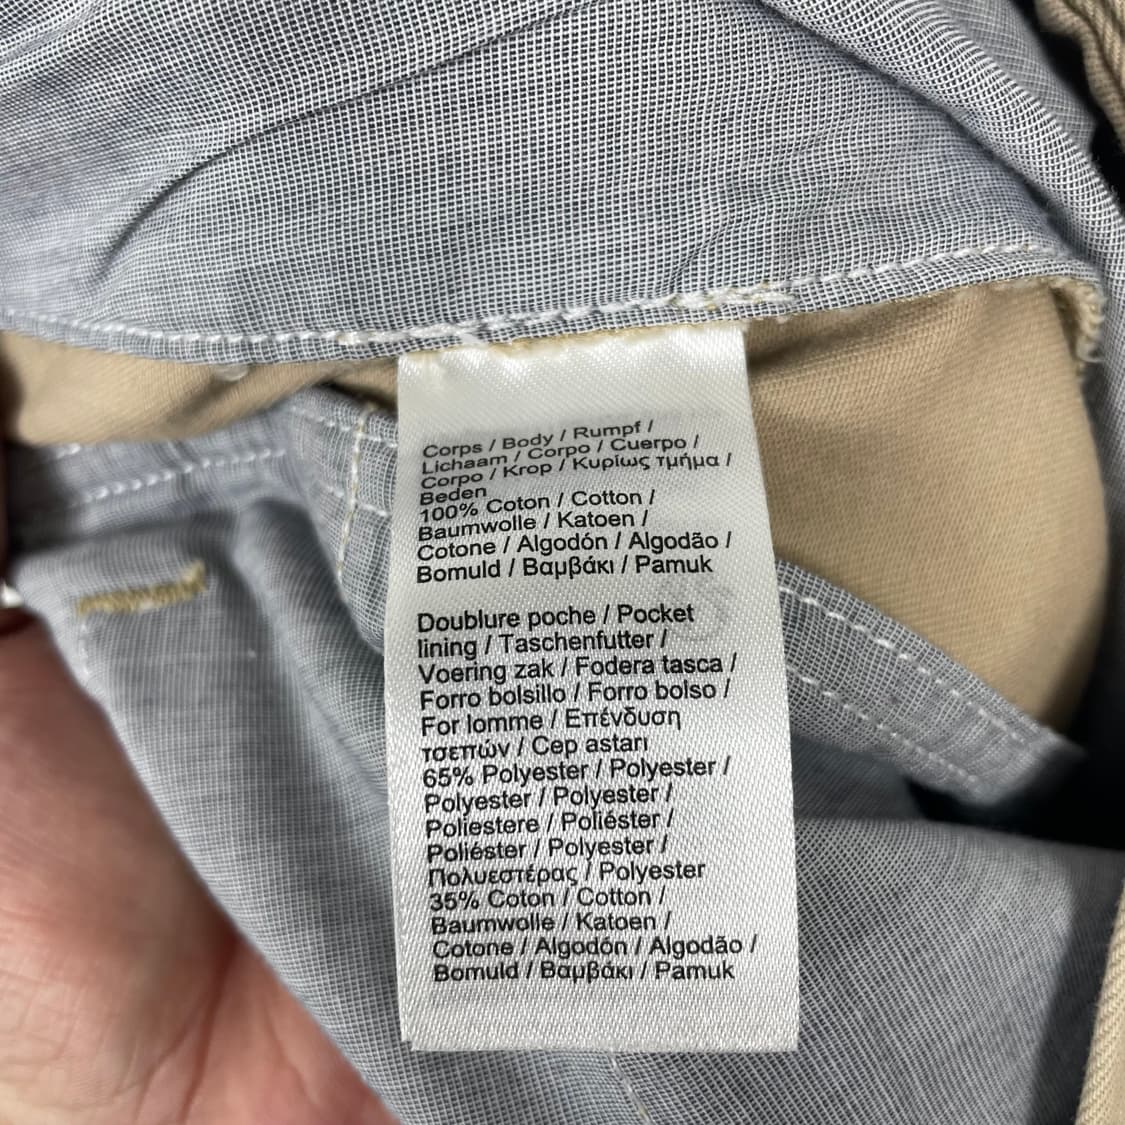 Corps / Body / Rumpf /
Lichaam / Corpo / Cuerpo /
Corpo / Krop / Κυρίως τμήμα /
Beden
100% Coton / Cotton /
Baumwolle / Katoen /
Cotone / Algodón / Algodão /
Bomuld / Βαμβάκι / Pamuk
Doublure poche / Pocket
lining / Taschenfutter /
Voering zak / Fodera tasca /
Forro bolsillo / Forro bolso /
For lomme / Επένδυση
τσεπών / Cep astarı
65% Polyester / Polyester /
Polyester / Polyester /
Poliestere / Poliéster /
Poliéster / Polyester /
Πολυεστέρας / Polyester
35% Coton / Cotton /
Baumwolle / Katoen /
Cotone / Algodón / Algodão /
Bomuld / Βαμβάκι / Pamuk